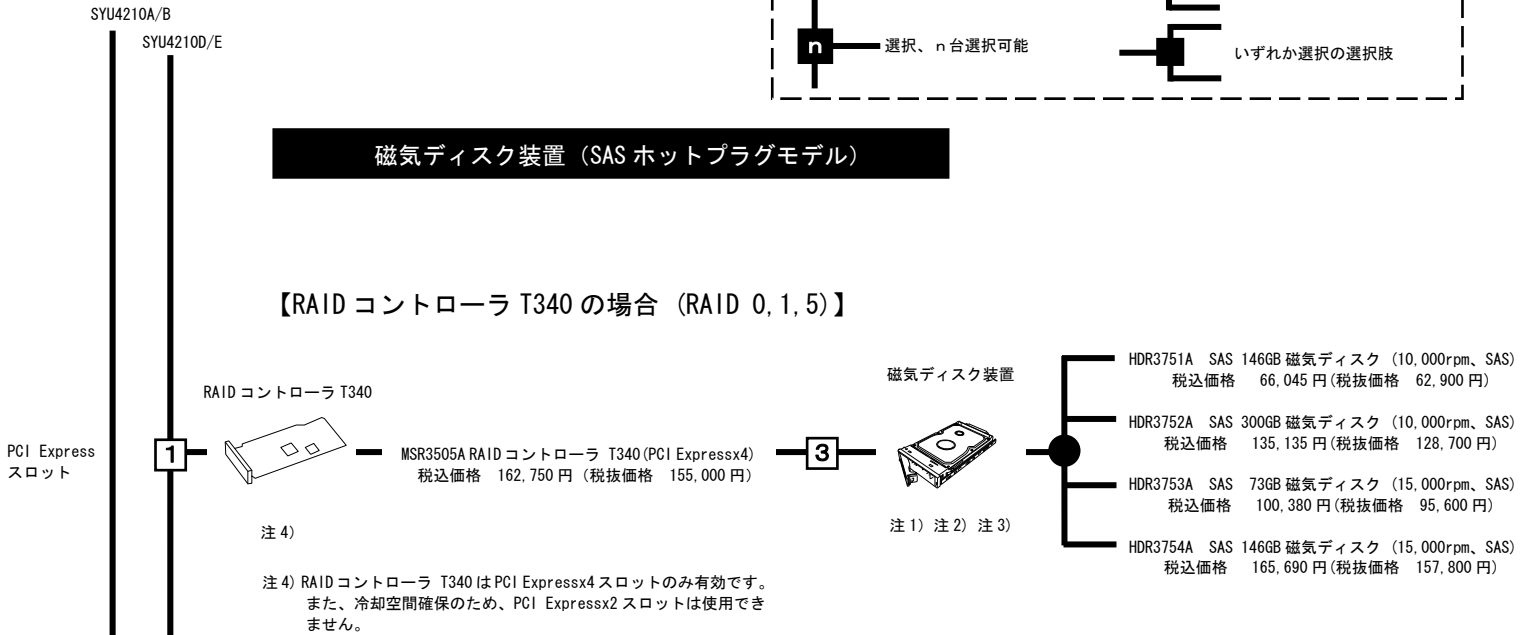 SYU4210A/B
SYU4210D/E
n
選択、n台選択可能
いずれか選択の選択肢
磁気ディスク装置（SAS ホットプラグモデル）
【RAID コントローラ T340 の場合（RAID 0,1,5）】
RAID コントローラ T340
磁気ディスク装置
PCI Express
スロット
1
MSR3505A RAID コントローラ T340(PCI Expressx4)
税込価格 162,750 円（税抜価格 155,000 円）
3
HDR3751A SAS 146GB 磁気ディスク（10,000rpm、SAS）
税込価格 66,045 円(税抜価格 62,900 円)
HDR3752A SAS 300GB 磁気ディスク（10,000rpm、SAS）
税込価格 135,135 円(税抜価格 128,700 円)
HDR3753A SAS 73GB 磁気ディスク（15,000rpm、SAS）
税込価格 100,380 円(税抜価格 95,600 円)
HDR3754A SAS 146GB 磁気ディスク（15,000rpm、SAS）
税込価格 165,690 円(税抜価格 157,800 円)
注 4)
注 1) 注 2) 注 3)
注 4) RAID コントローラ T340 は PCI Expressx4 スロットのみ有効です。
また、冷却空間確保のため、PCI Expressx2 スロットは使用でき
ません。